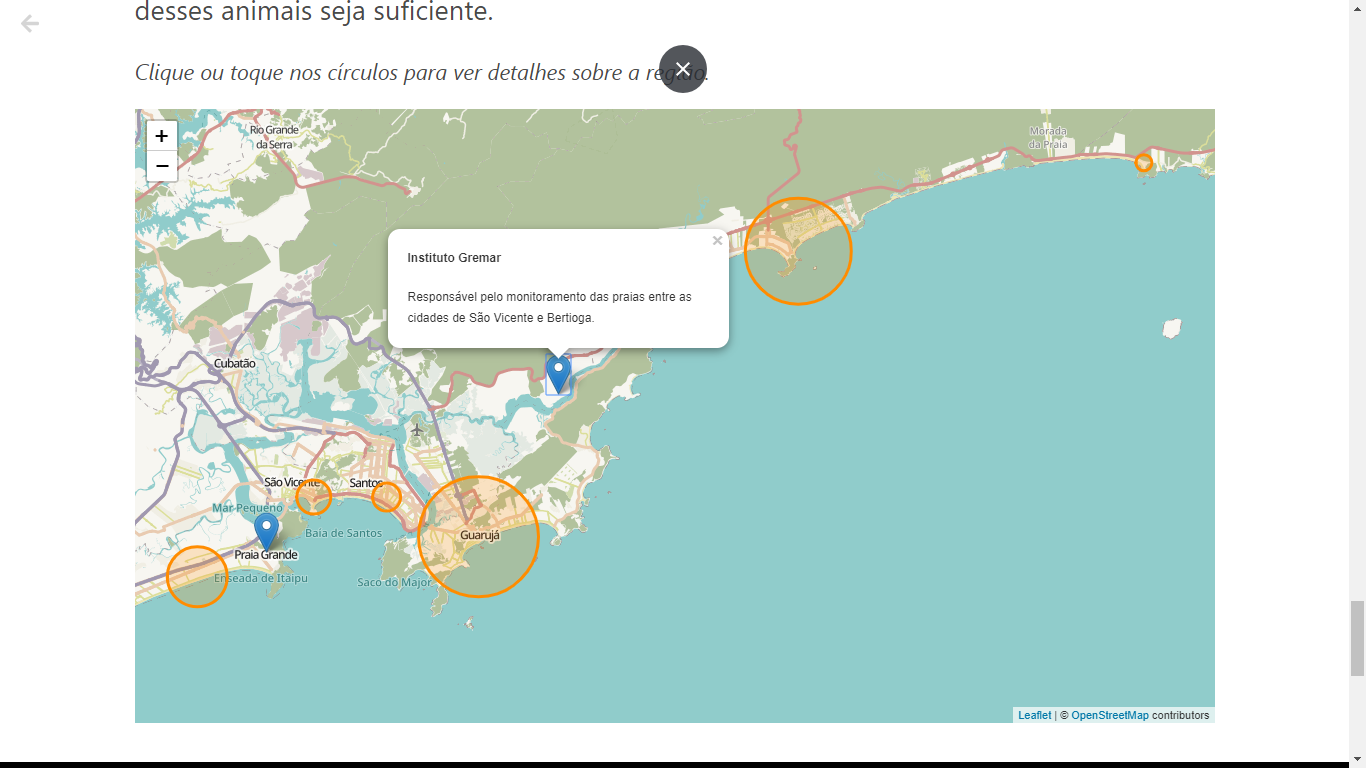 desses animais seja suficiente.
Clique ou toque nos círculos para ver detalhes sobre a região.
+
−
Rio Grande
da Serra
Morada
da Praia
×
Instituto Gremar
Responsável pelo monitoramento das praias entre as
cidades de São Vicente e Bertioga.
Cubatão
São Vicente
Santos
Mar Pequeno
Baia de Santos
Guarujá
Praia Grande
Enseada de Itaipu
Saco do Major
Leaflet | © OpenStreetMap contributors